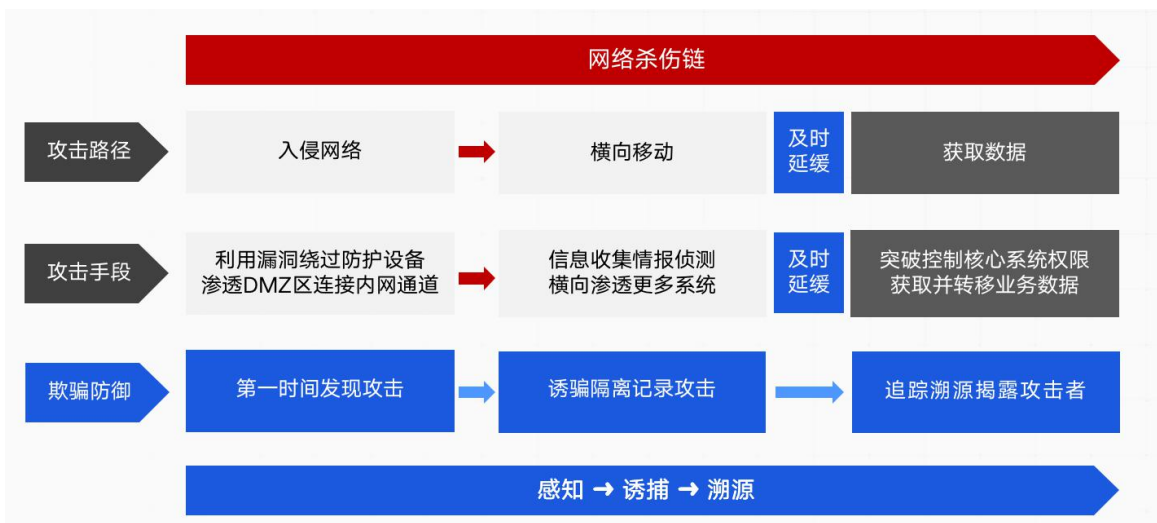 网络杀伤链
攻击路径
入侵网络
横向移动
及时
延缓
获取数据
攻击手段
利用漏洞绕过防护设备
渗透DMZ区连接内网通道
信息收集情报侦测
横向渗透更多系统
及时
延缓
突破控制核心系统权限
获取并转移业务数据
欺骗防御
第一时间发现攻击
诱骗隔离记录攻击
追踪溯源揭露攻击者
感知 → 诱捕 → 溯源